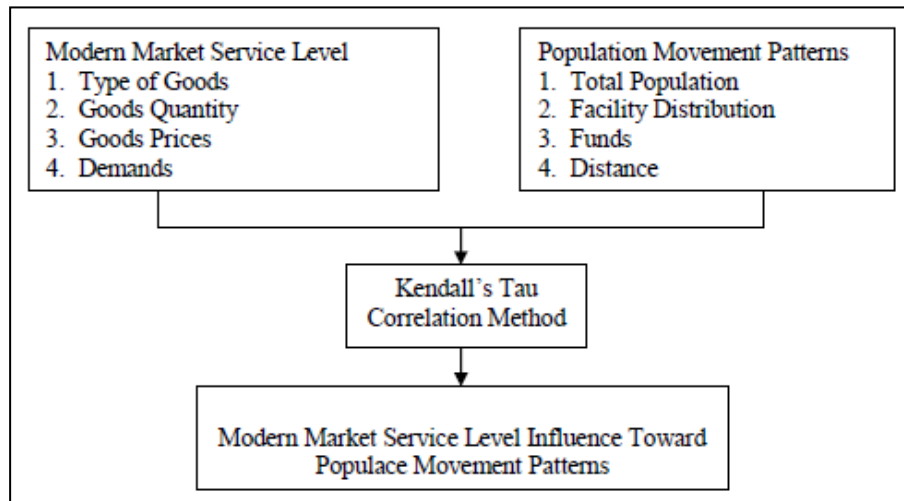 Modern Market Service Level
1. Type of Goods
2. Goods Quantity
3. Goods Prices
4. Demands
Population Movement Patterns
1. Total Population
2. Facility Distribution
3. Funds
4. Distance
Kendall's Tau
Correlation Method
Modern Market Service Level Influence Toward
Populace Movement Patterns